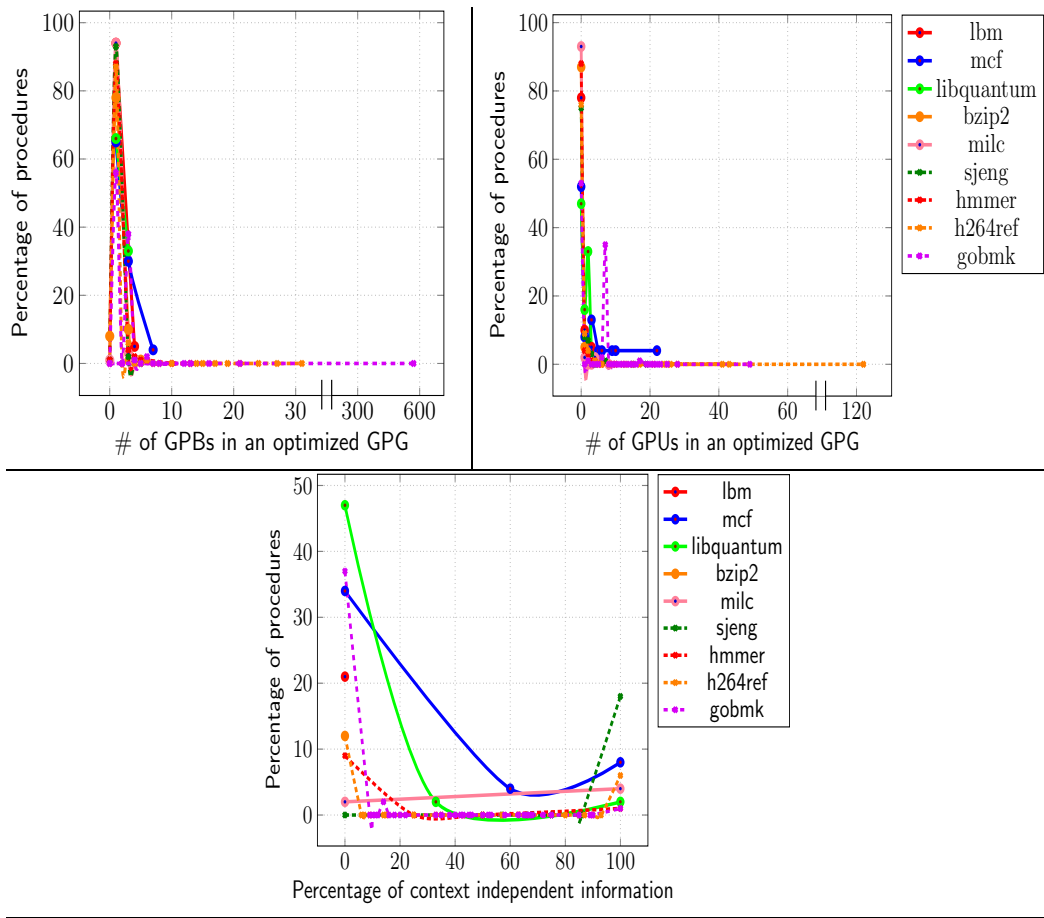 100
80
60
40
20
0
Percentage of procedures
0 10 20 30 300 600
# of GPBs in an optimized GPG
100
80
60
40
20
0
Percentage of procedures
0 20 40 60 120
# of GPUs in an optimized GPG
lbm
mcf
libquantum
bzip2
milc
sjeng
hmmer
h264ref
gobmk
50
40
30
20
10
0
Percentage of procedures
0 20 40 60 80 100
Percentage of context independent information
lbm
mcf
libquantum
bzip2
milc
sjeng
hmmer
h264ref
gobmk